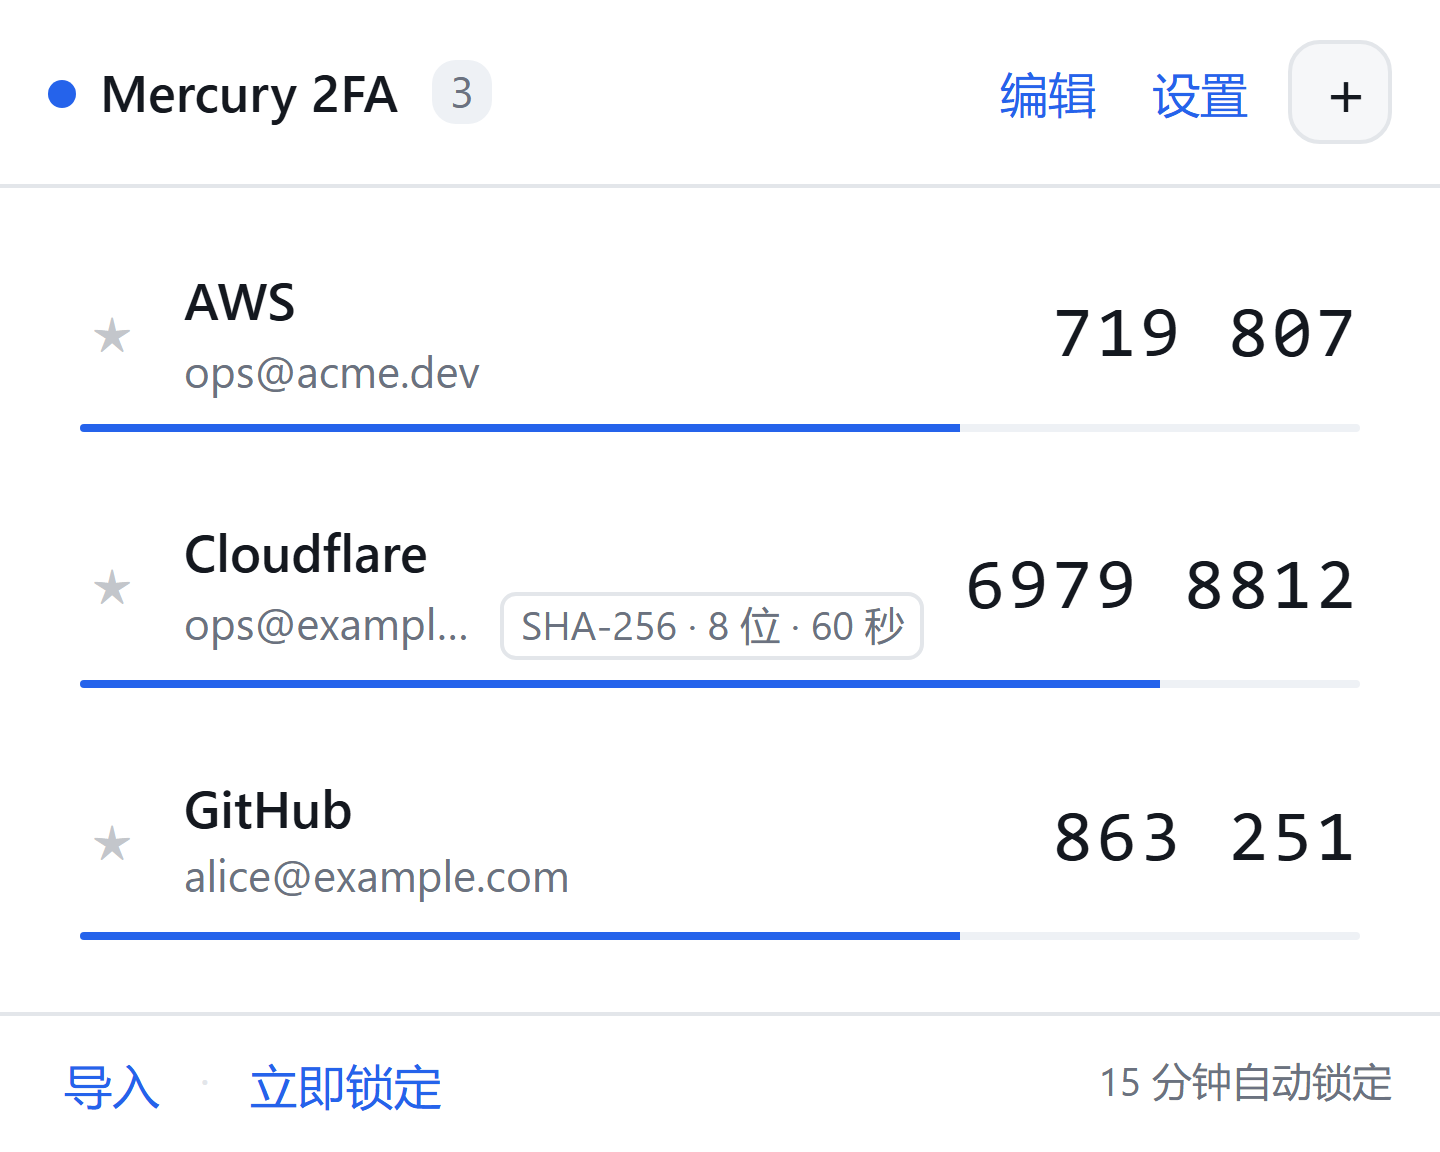 Mercury 2FA 3 编辑 设置 +
AWS
719 807
ops@acme.dev
Cloudflare
6979 8812
ops@exampl... SHA-256 · 8 位 · 60 秒
GitHub
863 251
alice@example.com
导入 · 立即锁定 15 分钟自动锁定